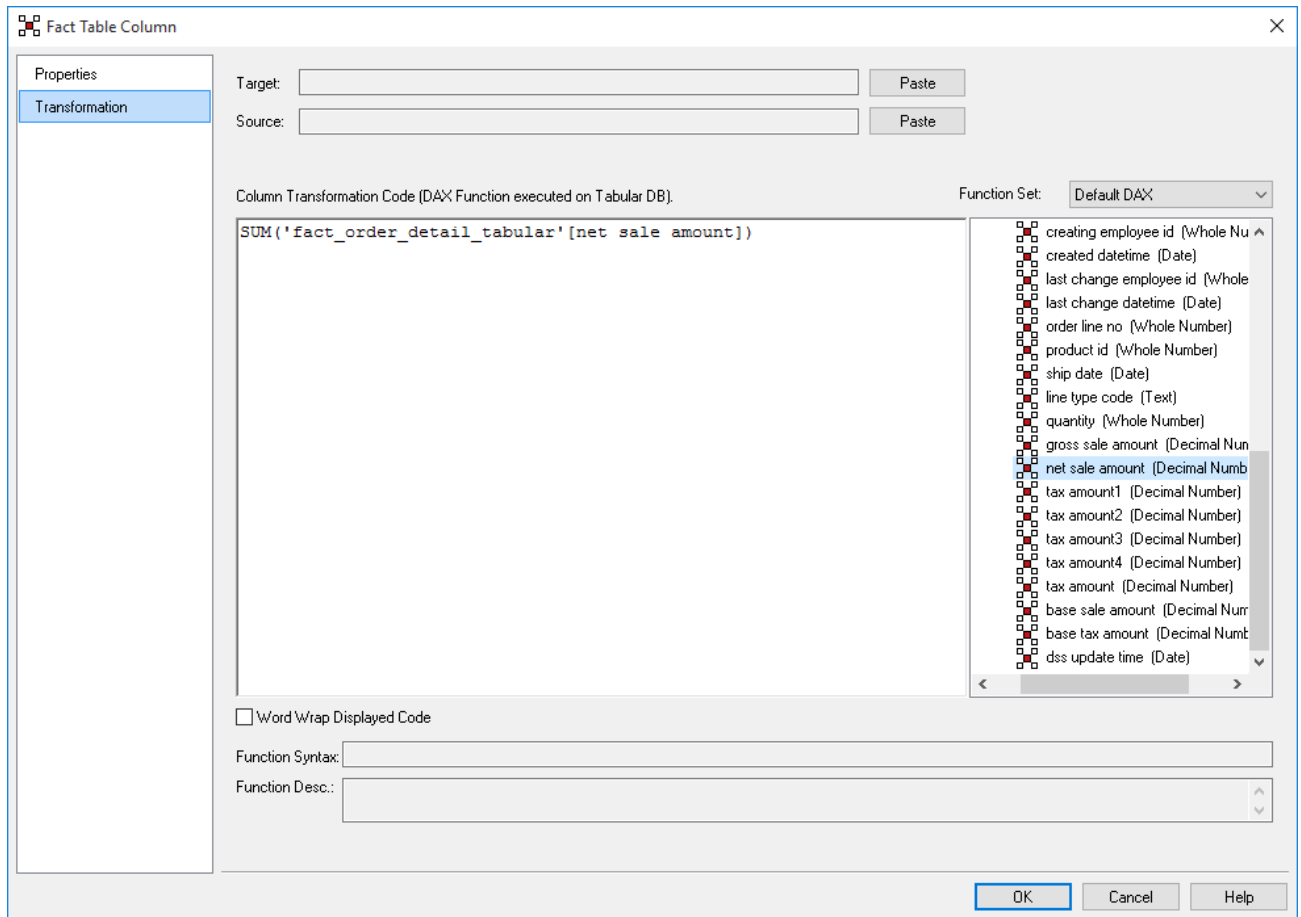 Fact Table Column
Properties
Transformation
Target:
Paste
Source:
Paste
Column Transformation Code (DAX Function executed on Tabular DB).
Function Set:
Default DAX
SUM('fact_order_detail_tabular'[net sale amount])
creating employee id (Whole Nu
created datetime (Date)
last change employee id (Whole
last change datetime (Date)
order line no (Whole Number)
product id (Whole Number)
ship date (Date)
line type code (Text)
quantity (Whole Number)
gross sale amount (Decimal Num
net sale amount (Decimal Numb
tax amount1 (Decimal Number)
tax amount2 (Decimal Number)
tax amount3 (Decimal Number)
tax amount4 (Decimal Number)
tax amount (Decimal Number)
base sale amount (Decimal Num
base tax amount (Decimal Numb
dss update time (Date)
Word Wrap Displayed Code
Function Syntax:
Function Desc.:
OK
Cancel
Help